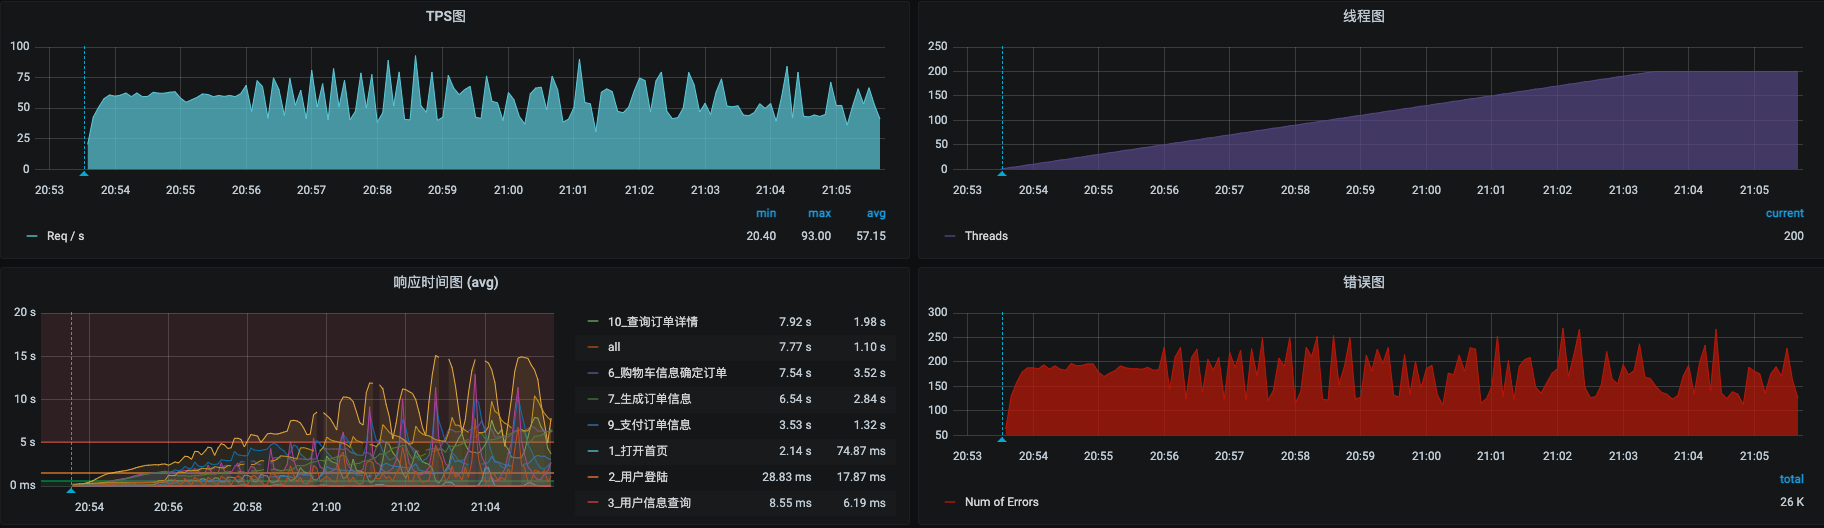 TPS图
100
75
50
25
0
20:53 20:54 20:55 20:56 20:57 20:58 20:59 21:00 21:01 21:02 21:03 21:04 21:05
min max avg
Req / s 20.40 93.00 57.15
线程图
250
200
150
100
50
0
20:53 20:54 20:55 20:56 20:57 20:58 20:59 21:00 21:01 21:02 21:03 21:04 21:05
current
Threads 200
响应时间图 (avg)
20 s
15 s
10 s
5 s
0 ms
20:54 20:56 20:58 21:00 21:02 21:04
10_查询订单详情 7.92 s 1.98 s
all 7.77 s 1.10 s
6_购物车信息确定订单 7.54 s 3.52 s
7_生成订单信息 6.54 s 2.84 s
9_支付订单信息 3.53 s 1.32 s
1_打开首页 2.14 s 74.87 ms
2_用户登陆 28.83 ms 17.87 ms
3_用户信息查询 8.55 ms 6.19 ms
错误图
300
250
200
150
100
50
20:53 20:54 20:55 20:56 20:57 20:58 20:59 21:00 21:01 21:02 21:03 21:04 21:05
total
Num of Errors 26 K